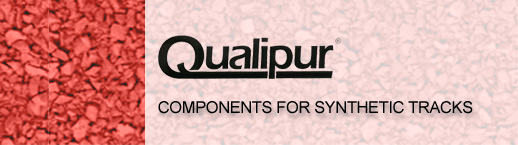 Qualipur®
COMPONENTS FOR SYNTHETIC TRACKS